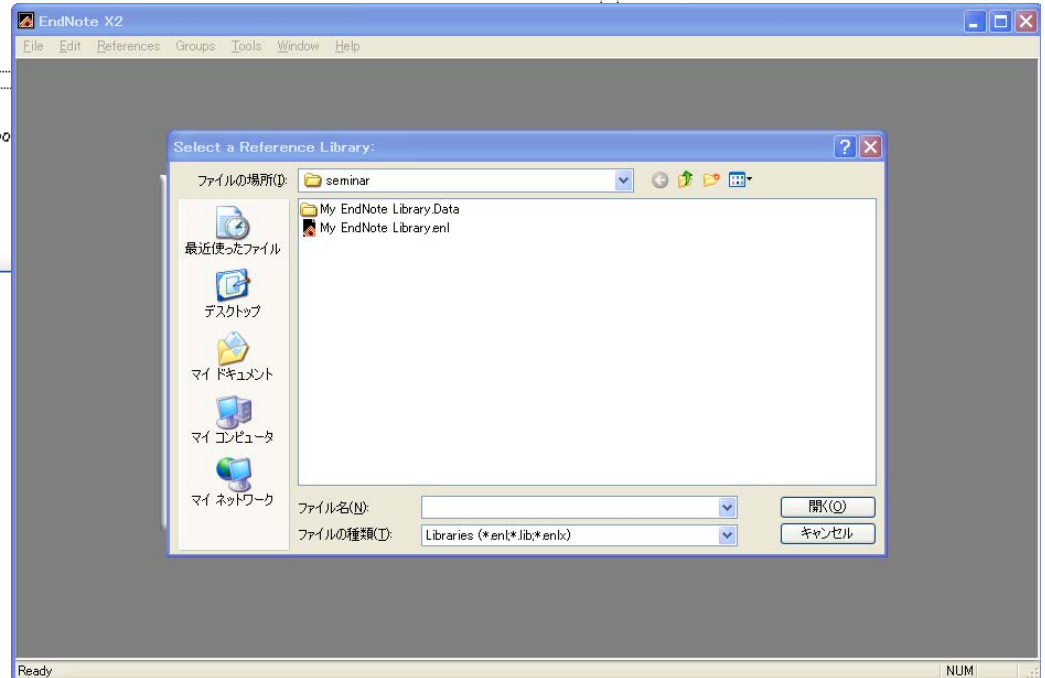 EndNote X2
File Edit References Groups Tools Window Help
Select a Reference Library:
ファイルの場所(I): seminar
My EndNote Library.Data
My EndNote Library.enl
最近使ったファイル
デスクトップ
マイ ドキュメント
マイ コンピュータ
マイ ネットワーク
ファイル名(N): 開く(O)
ファイルの種類(T): Libraries (*.enl;*.lib;*.enlx) キャンセル
Ready NUM